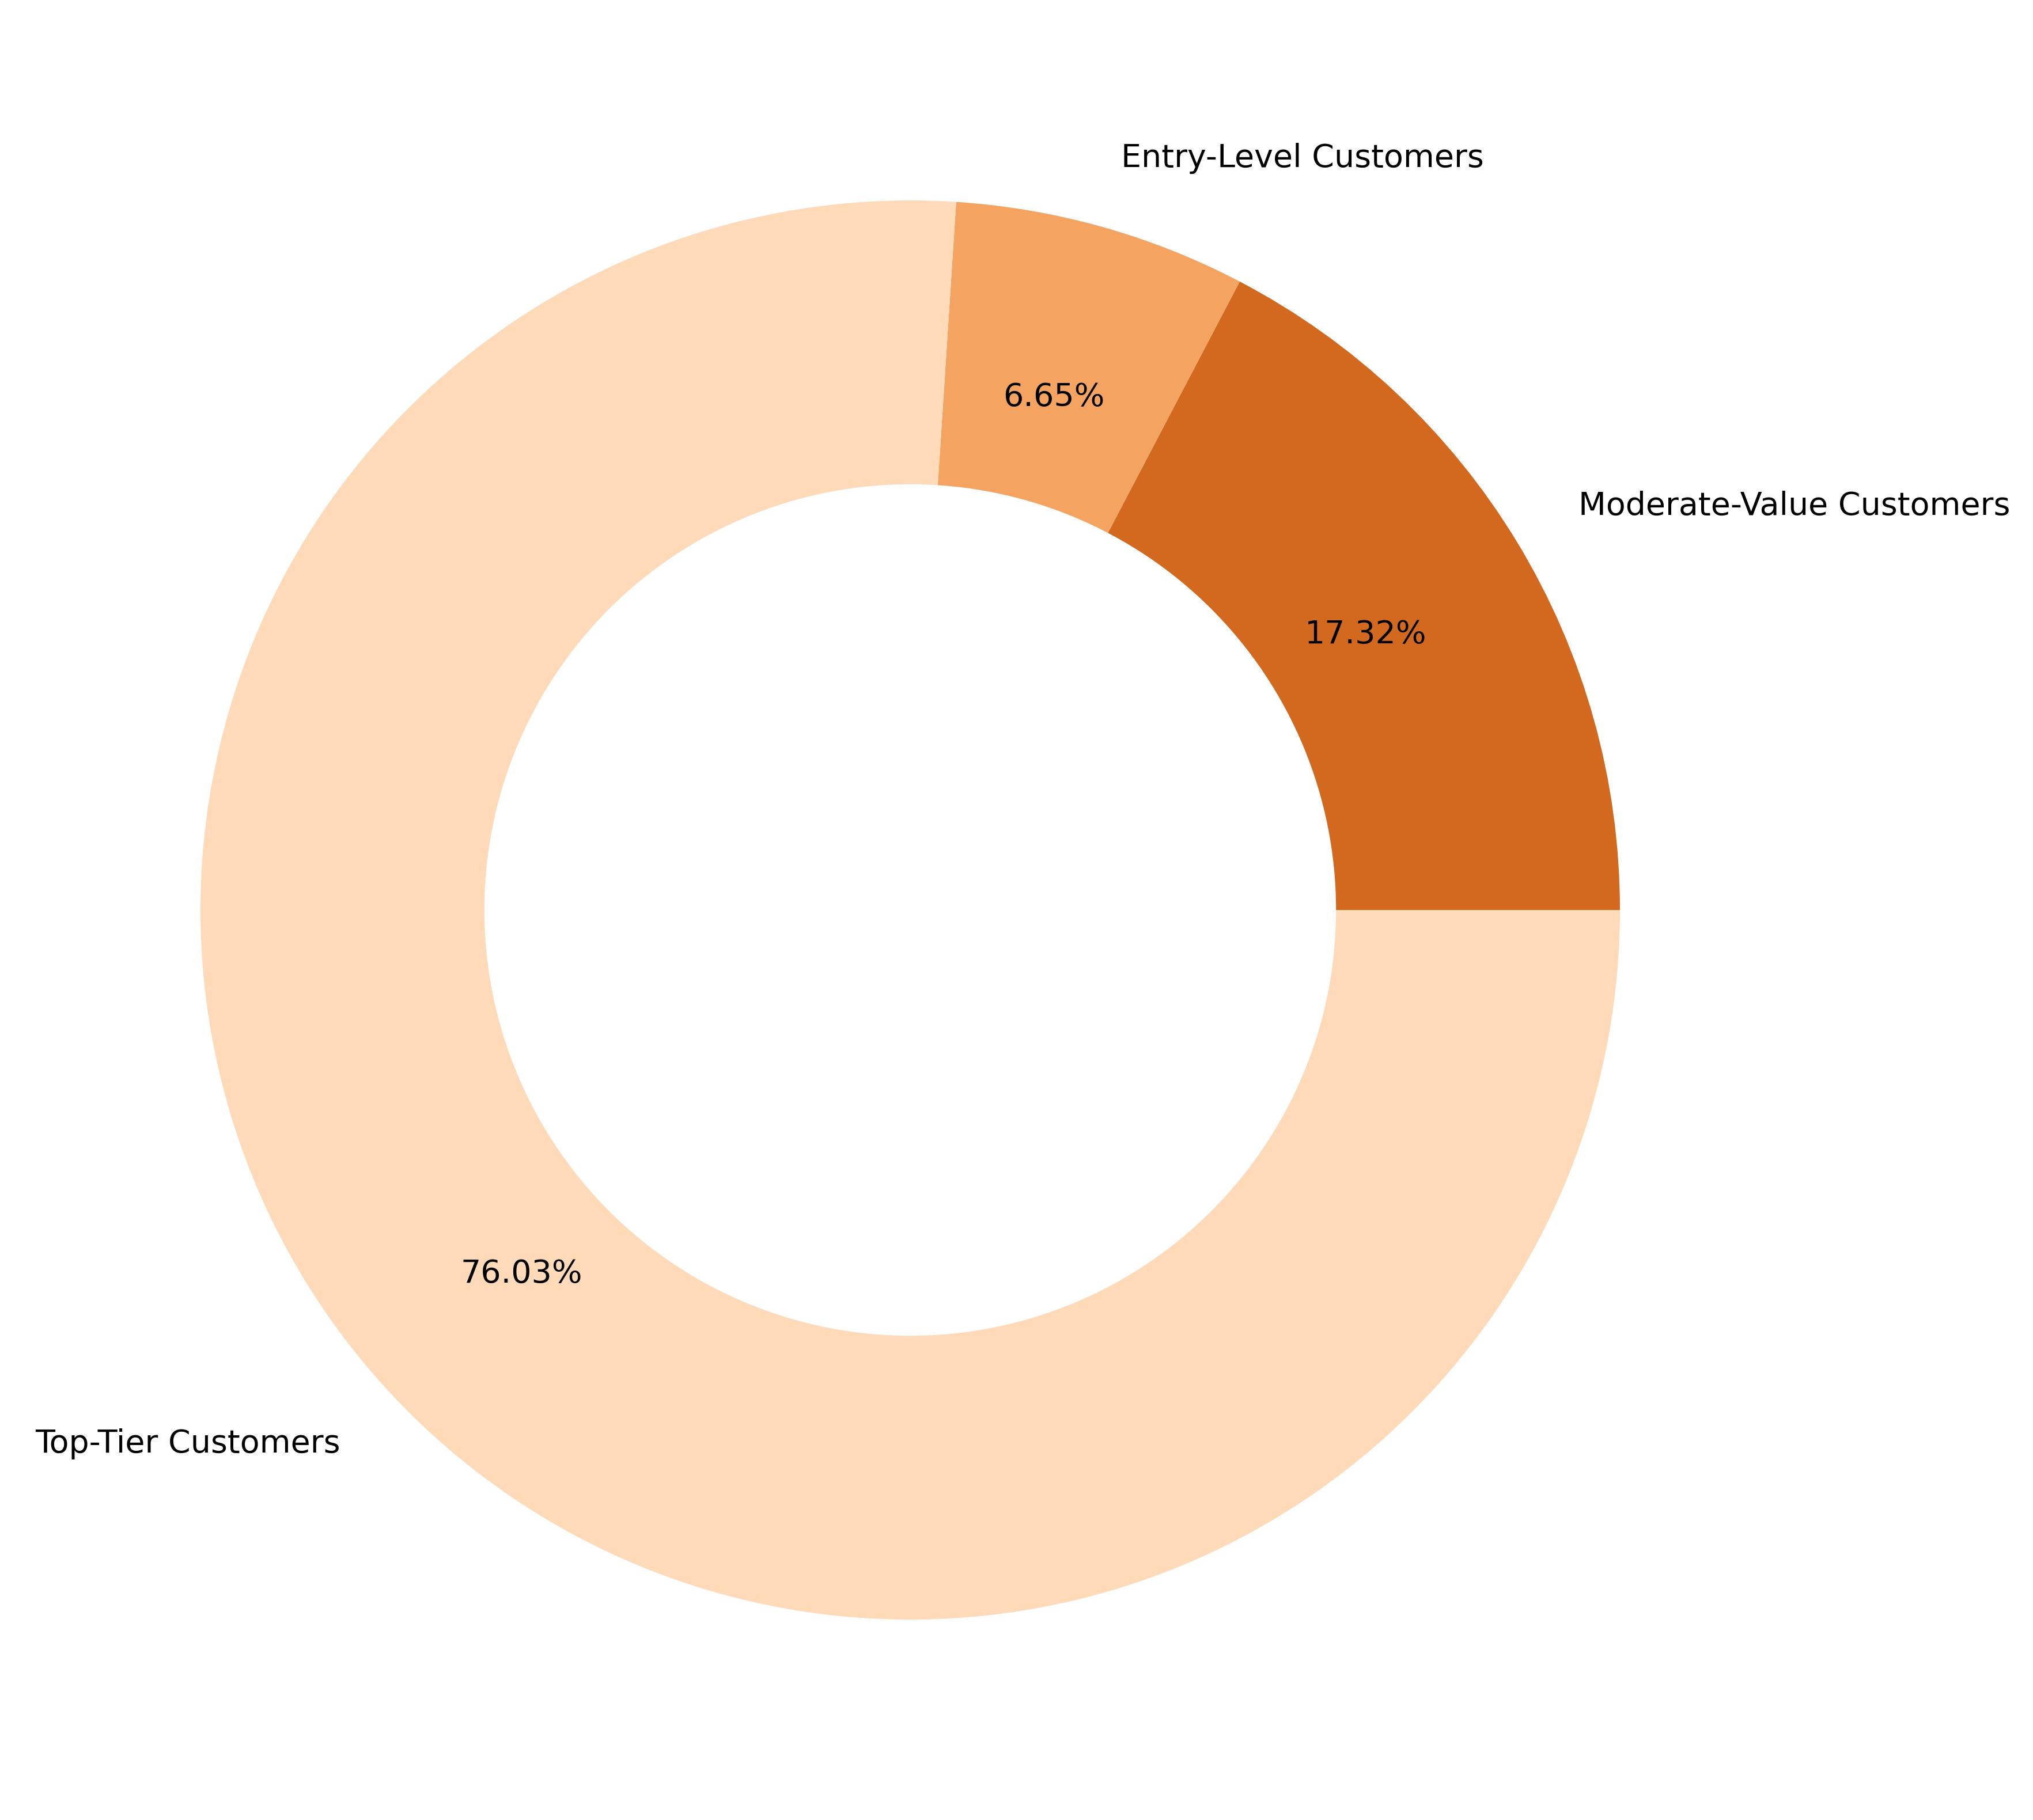 Entry-Level Customers
6.65%
Moderate-Value Customers
17.32%
76.03%
Top-Tier Customers